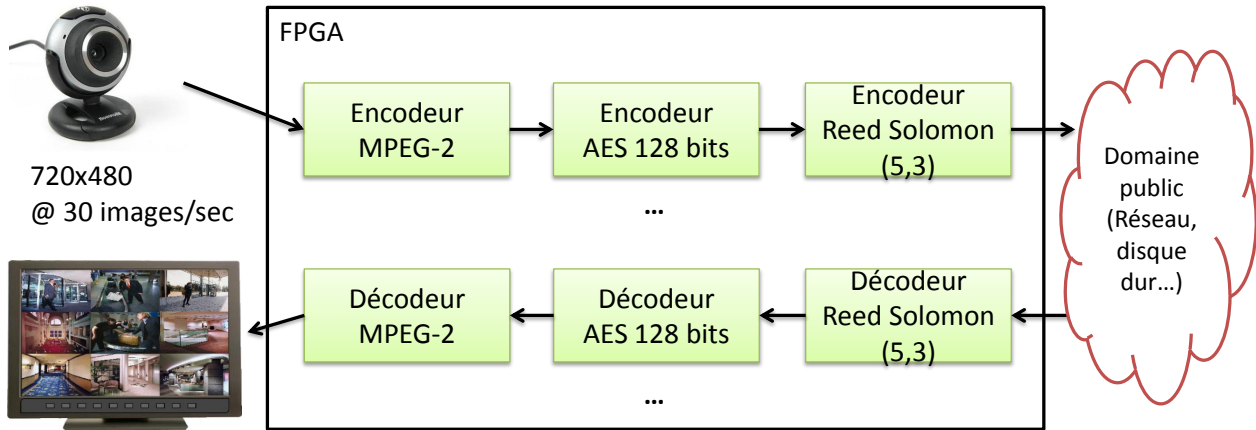 FPGA
Encodeur
MPEG-2
Encodeur
AES 128 bits
Encodeur
Reed Solomon
(5,3)
720x480
@ 30 images/sec
...
Domaine
public
(Réseau,
disque
dur...)
Décodeur
MPEG-2
Décodeur
AES 128 bits
Décodeur
Reed Solomon
(5,3)
...